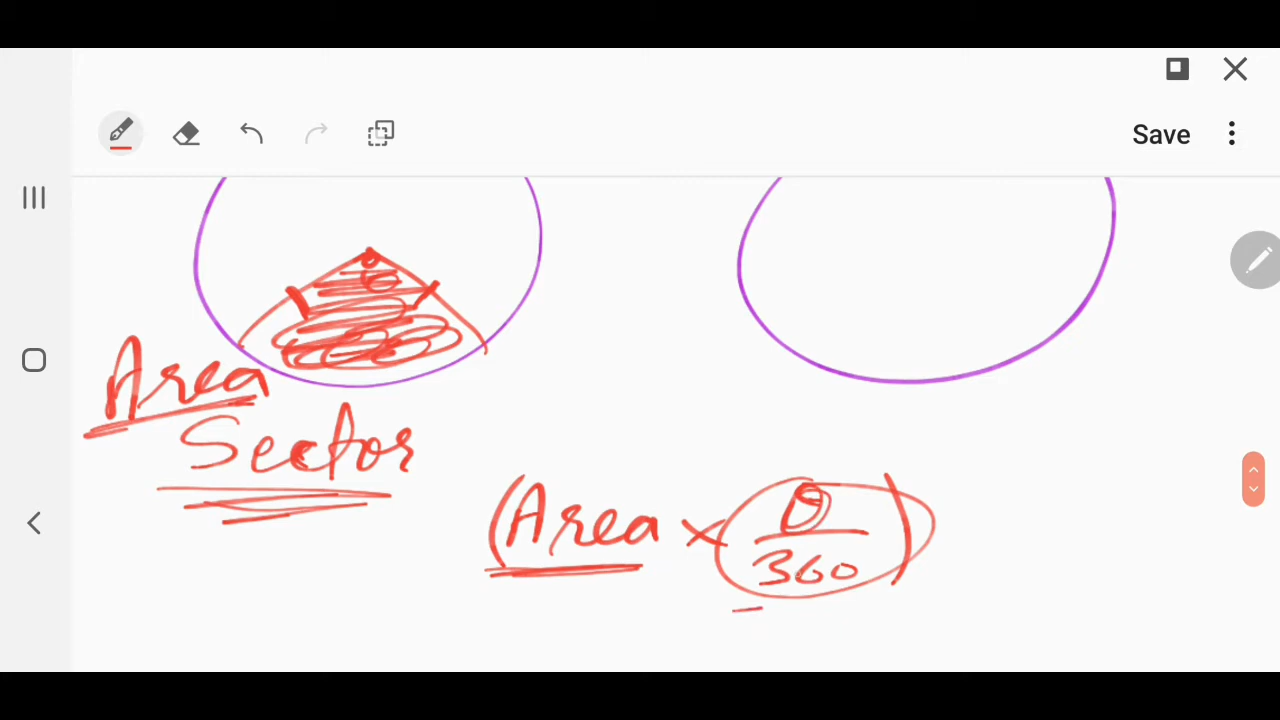 Save
θ
Area
Sector
(Area × θ/360)